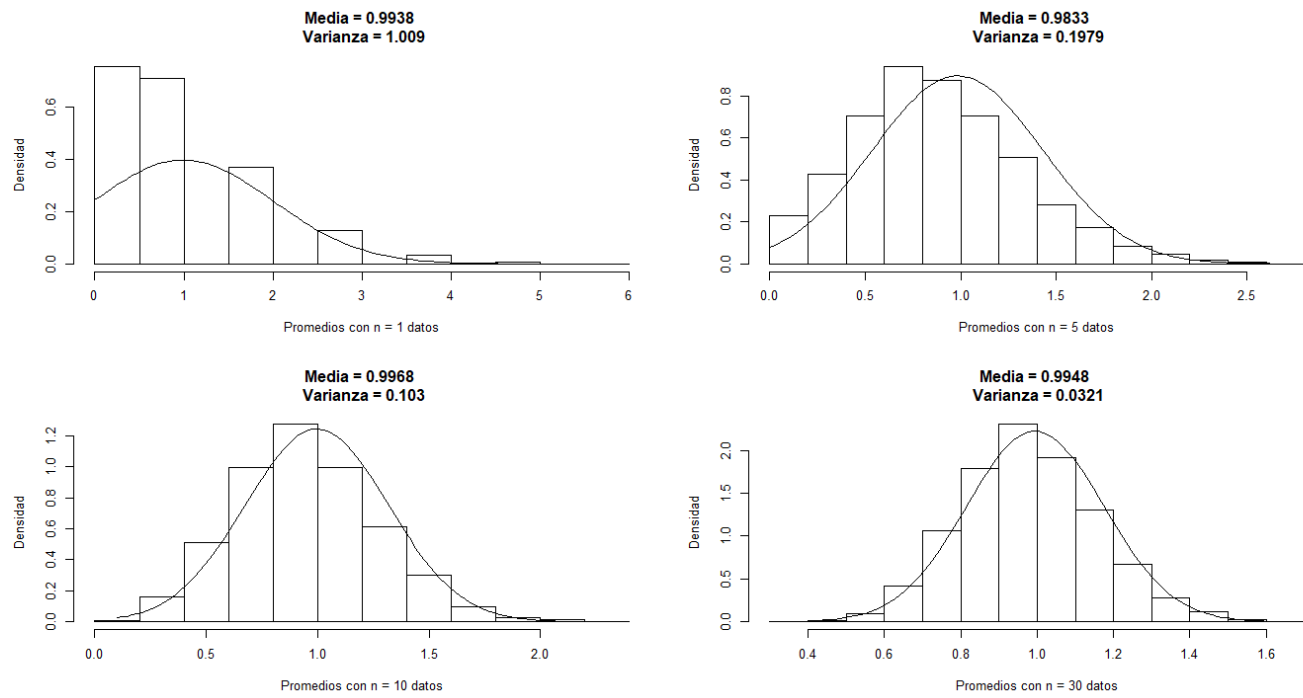 Media = 0.9938
Varianza = 1.009
Densidad
0.0 0.2 0.4 0.6
0 1 2 3 4 5 6
Promedios con n = 1 datos
Media = 0.9833
Varianza = 0.1979
Densidad
0.0 0.2 0.4 0.6 0.8
0.0 0.5 1.0 1.5 2.0 2.5
Promedios con n = 5 datos
Media = 0.9968
Varianza = 0.103
Densidad
0.0 0.2 0.4 0.6 0.8 1.0 1.2
0.0 0.5 1.0 1.5 2.0
Promedios con n = 10 datos
Media = 0.9948
Varianza = 0.0321
Densidad
0.0 0.5 1.0 1.5 2.0
0.4 0.6 0.8 1.0 1.2 1.4 1.6
Promedios con n = 30 datos